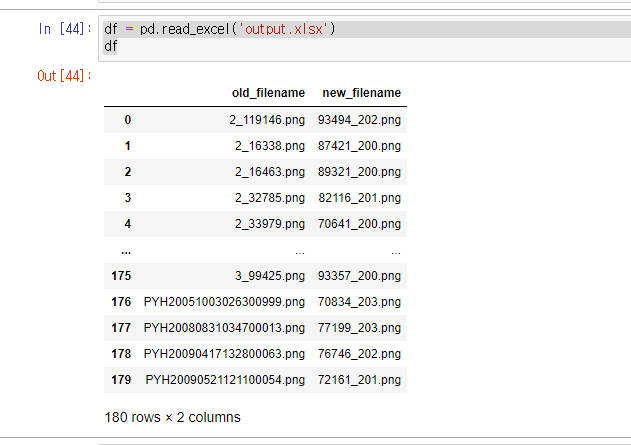 In [44]: df = pd.read_excel('output.xlsx')
df
Out[44]:
old_filename new_filename
0 2_119146.png 93494_202.png
1 2_16338.png 87421_200.png
2 2_16463.png 89321_200.png
3 2_32785.png 82116_201.png
4 2_33979.png 70641_200.png
... ... ...
175 3_99425.png 93357_200.png
176 PYH20051003026300999.png 70834_203.png
177 PYH20080831034700013.png 77199_203.png
178 PYH20090417132800063.png 76746_202.png
179 PYH20090521121100054.png 72161_201.png
180 rows × 2 columns